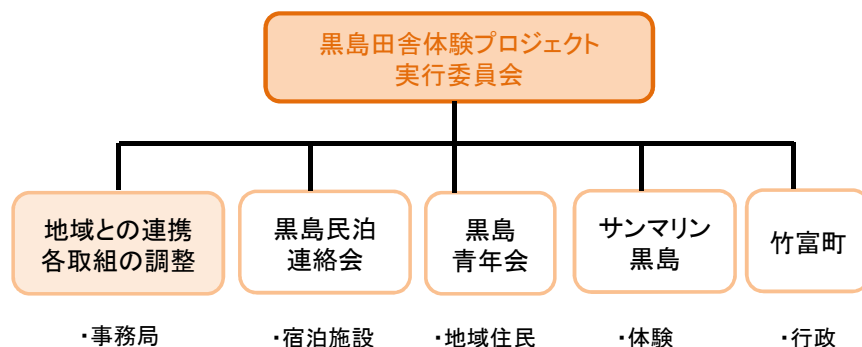 黒島田舎体験プロジェクト
実行委員会
地域との連携
各取組の調整
黒島民泊
連絡会
黒島
青年会
サンマリン
黒島
竹富町
・事務局
・宿泊施設
・地域住民
・体験
・行政